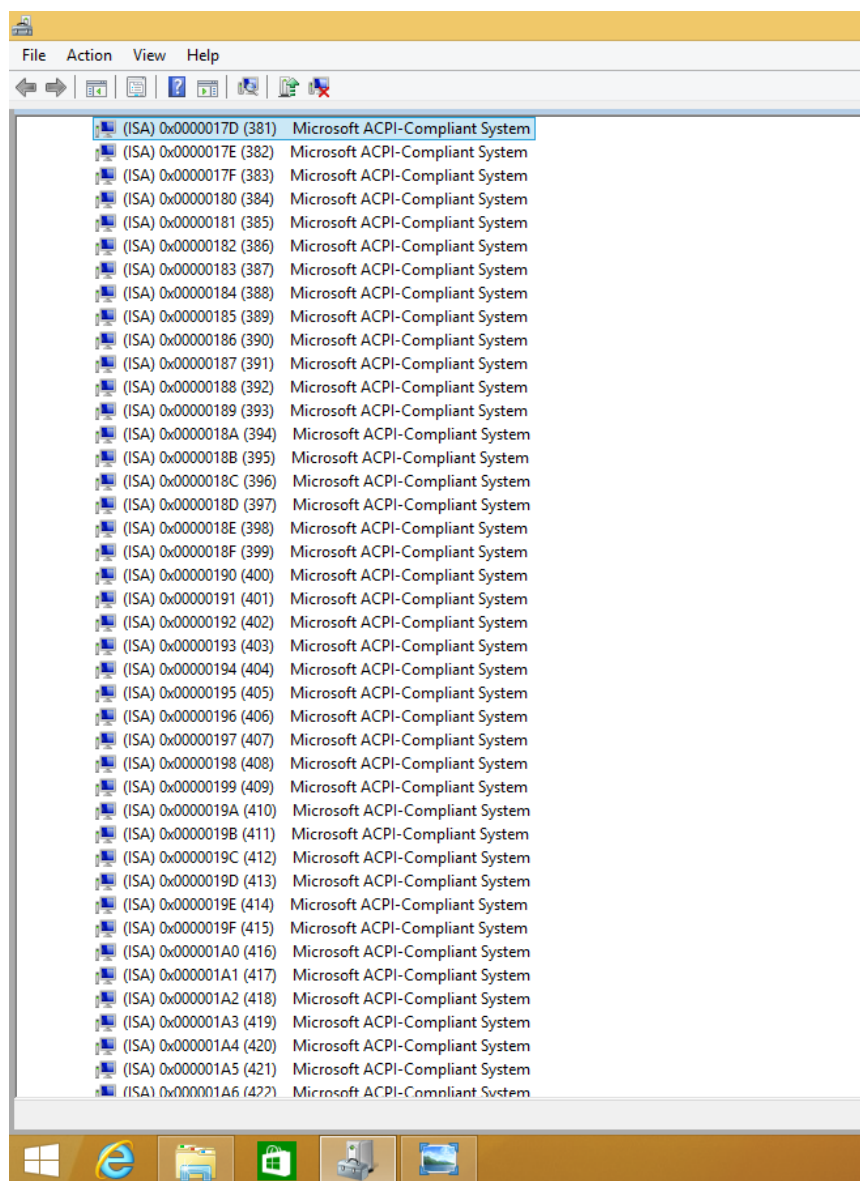 File Action View Help
(ISA) 0x0000017D (381) Microsoft ACPI-Compliant System
(ISA) 0x0000017E (382) Microsoft ACPI-Compliant System
(ISA) 0x0000017F (383) Microsoft ACPI-Compliant System
(ISA) 0x00000180 (384) Microsoft ACPI-Compliant System
(ISA) 0x00000181 (385) Microsoft ACPI-Compliant System
(ISA) 0x00000182 (386) Microsoft ACPI-Compliant System
(ISA) 0x00000183 (387) Microsoft ACPI-Compliant System
(ISA) 0x00000184 (388) Microsoft ACPI-Compliant System
(ISA) 0x00000185 (389) Microsoft ACPI-Compliant System
(ISA) 0x00000186 (390) Microsoft ACPI-Compliant System
(ISA) 0x00000187 (391) Microsoft ACPI-Compliant System
(ISA) 0x00000188 (392) Microsoft ACPI-Compliant System
(ISA) 0x00000189 (393) Microsoft ACPI-Compliant System
(ISA) 0x0000018A (394) Microsoft ACPI-Compliant System
(ISA) 0x0000018B (395) Microsoft ACPI-Compliant System
(ISA) 0x0000018C (396) Microsoft ACPI-Compliant System
(ISA) 0x0000018D (397) Microsoft ACPI-Compliant System
(ISA) 0x0000018E (398) Microsoft ACPI-Compliant System
(ISA) 0x0000018F (399) Microsoft ACPI-Compliant System
(ISA) 0x00000190 (400) Microsoft ACPI-Compliant System
(ISA) 0x00000191 (401) Microsoft ACPI-Compliant System
(ISA) 0x00000192 (402) Microsoft ACPI-Compliant System
(ISA) 0x00000193 (403) Microsoft ACPI-Compliant System
(ISA) 0x00000194 (404) Microsoft ACPI-Compliant System
(ISA) 0x00000195 (405) Microsoft ACPI-Compliant System
(ISA) 0x00000196 (406) Microsoft ACPI-Compliant System
(ISA) 0x00000197 (407) Microsoft ACPI-Compliant System
(ISA) 0x00000198 (408) Microsoft ACPI-Compliant System
(ISA) 0x00000199 (409) Microsoft ACPI-Compliant System
(ISA) 0x0000019A (410) Microsoft ACPI-Compliant System
(ISA) 0x0000019B (411) Microsoft ACPI-Compliant System
(ISA) 0x0000019C (412) Microsoft ACPI-Compliant System
(ISA) 0x0000019D (413) Microsoft ACPI-Compliant System
(ISA) 0x0000019E (414) Microsoft ACPI-Compliant System
(ISA) 0x0000019F (415) Microsoft ACPI-Compliant System
(ISA) 0x000001A0 (416) Microsoft ACPI-Compliant System
(ISA) 0x000001A1 (417) Microsoft ACPI-Compliant System
(ISA) 0x000001A2 (418) Microsoft ACPI-Compliant System
(ISA) 0x000001A3 (419) Microsoft ACPI-Compliant System
(ISA) 0x000001A4 (420) Microsoft ACPI-Compliant System
(ISA) 0x000001A5 (421) Microsoft ACPI-Compliant System
(ISA) 0x000001A6 (422) Microsoft ACPI-Compliant System